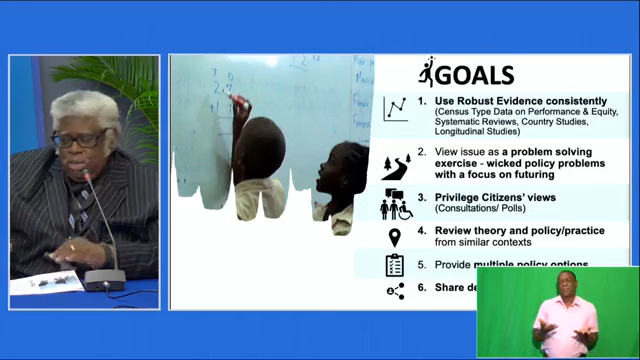 GOALS
1. Use Robust Evidence consistently
(Census Type Data on Performance & Equity,
Systematic Reviews, Country Studies,
Longitudinal Studies)
2. View issue as a problem solving
exercise - wicked policy problems
with a focus on futuring
3. Privilege Citizens' views
(Consultations/ Polls)
4. Review theory and policy/practice
from similar contexts
5. Provide multiple policy options
6. Share